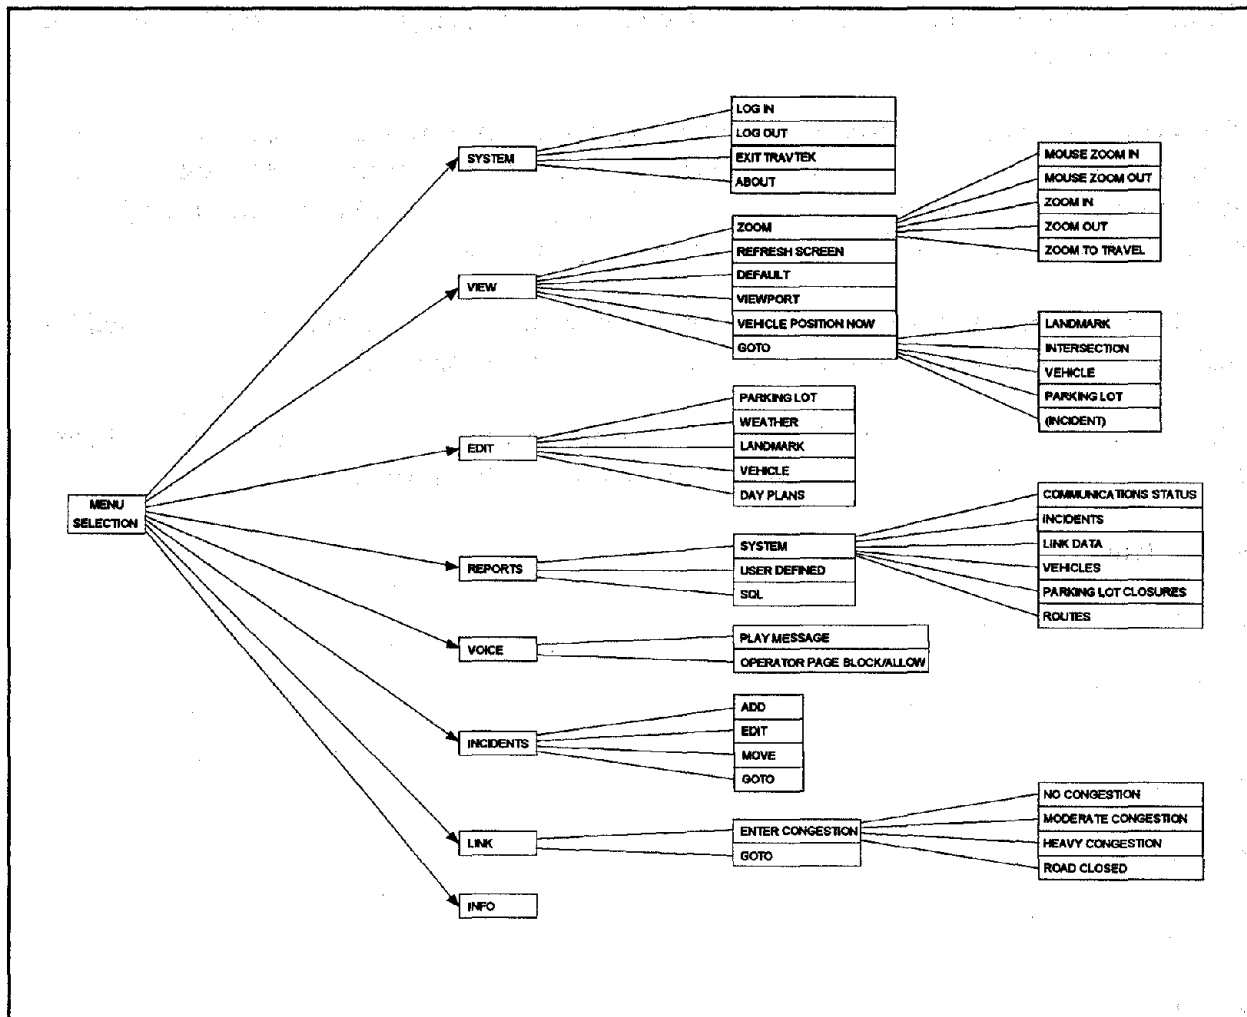 MENU
SELECTION
SYSTEM
LOG IN
LOG OUT
EXIT TRAVTEK
ABOUT
VIEW
ZOOM
REFRESH SCREEN
DEFAULT
VIEWPORT
VEHICLE POSITION NOW
GOTO
MOUSE ZOOM IN
MOUSE ZOOM OUT
ZOOM IN
ZOOM OUT
ZOOM TO TRAVEL
LANDMARK
INTERSECTION
VEHICLE
PARKING LOT
(INCIDENT)
EDIT
PARKING LOT
WEATHER
LANDMARK
VEHICLE
DAY PLANS
REPORTS
SYSTEM
USER DEFINED
SQL
COMMUNICATIONS STATUS
INCIDENTS
LINK DATA
VEHICLES
PARKING LOT CLOSURES
ROUTES
VOICE
PLAY MESSAGE
OPERATOR PAGE BLOCK/ALLOW
INCIDENTS
ADD
EDIT
MOVE
GOTO
LINK
ENTER CONGESTION
GOTO
NO CONGESTION
MODERATE CONGESTION
HEAVY CONGESTION
ROAD CLOSED
INFO